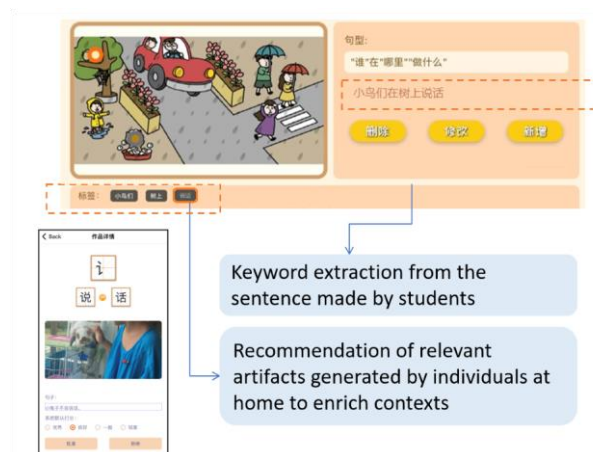 句型:
"谁"在"哪里""做什么"
小鸟们在树上说话
删除 修改 新增
标签: 小鸟们 树上 说话
Back 作品详情
讠
说 话
句子:
Keyword extraction from the
sentence made by students
Recommendation of relevant
artifacts generated by individuals at
home to enrich contexts